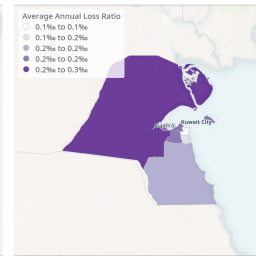 Average Annual Loss Ratio
0.1‰ to 0.1‰
0.1‰ to 0.2‰
0.2‰ to 0.2‰
0.2‰ to 0.2‰
0.2‰ to 0.3‰
Kuwait City